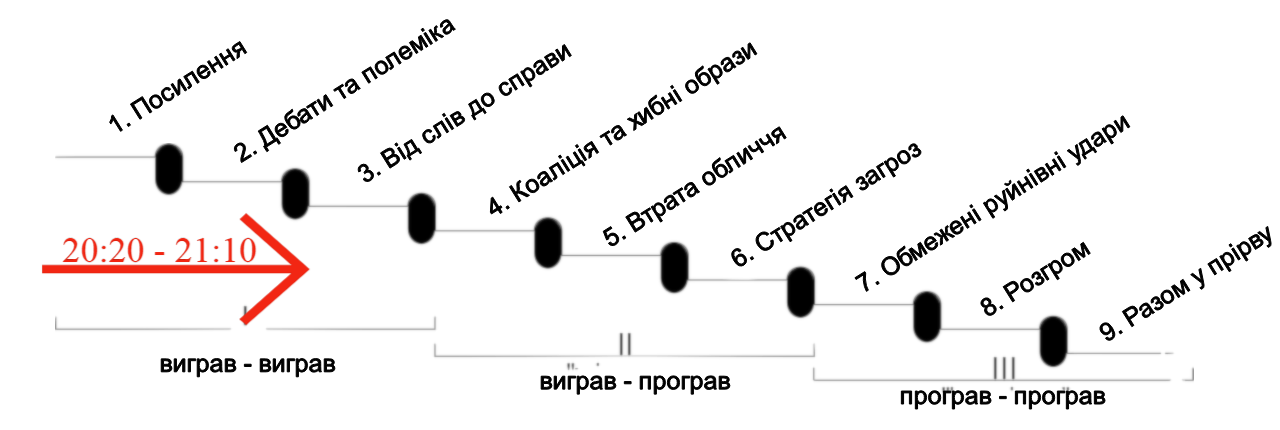 1. Посилення
2. Дебати та полеміка
3. Від слів до справи
4. Коаліція та хибні образи
5. Втрата обличчя
6. Стратегія загроз
7. Обмежені руйнівні удари
8. Розгром
9. Разом у прірву
20:20 - 21:10
I
виграв - виграв
II
виграв - програв
III
програв - програв